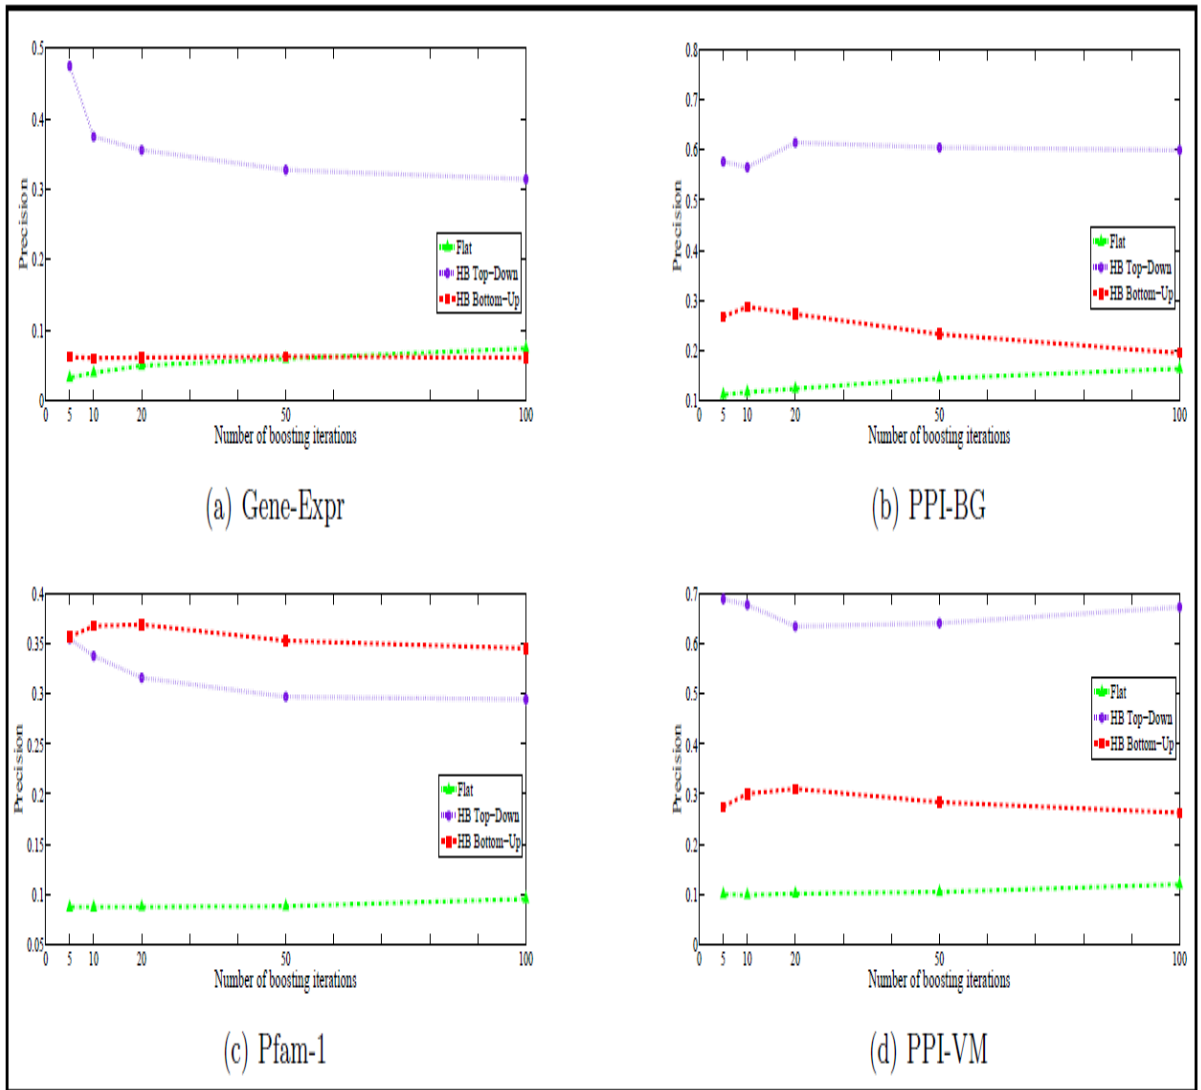 0.5
0.4
0.3
0.2
0.1
0
Precision
Flat
HB Top-Down
HB Bottom-Up
0 5 10 20 50 100
Number of boosting iterations
(a) Gene-Expr
0.8
0.7
0.6
0.5
0.4
0.3
0.2
0.1
Precision
Flat
HB Top-Down
HB Bottom-Up
0 5 10 20 50 100
Number of boosting iterations
(b) PPI-BG
0.4
0.35
0.3
0.25
0.2
0.15
0.1
0.05
Precision
Flat
HB Top-Down
HB Bottom-Up
0 5 10 20 50 100
Number of boosting iterations
(c) Pfam-1
0.7
0.6
0.5
0.4
0.3
0.2
0.1
0
Precision
Flat
HB Top-Down
HB Bottom-Up
0 5 10 20 50 100
Number of boosting iterations
(d) PPI-VM